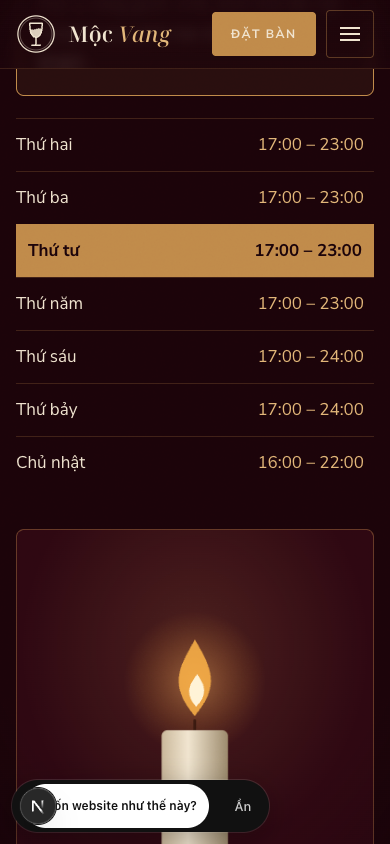 Mộc Vang
ĐẶT BÀN
Thứ hai 17:00 – 23:00
Thứ ba 17:00 – 23:00
Thứ tư 17:00 – 23:00
Thứ năm 17:00 – 23:00
Thứ sáu 17:00 – 24:00
Thứ bảy 17:00 – 24:00
Chủ nhật 16:00 – 22:00
N website như thế này? Ẩn